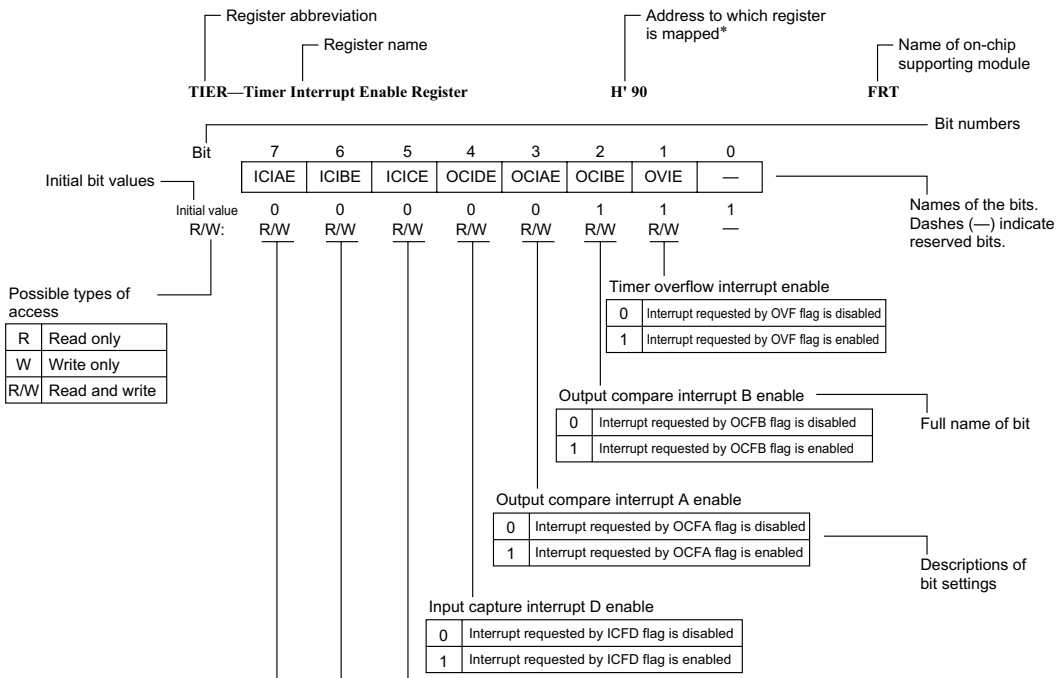 Register abbreviation
Register name
Address to which register
is mapped*
Name of on-chip
supporting module
TIER—Timer Interrupt Enable Register H' 90 FRT
Bit numbers
Bit 7 6 5 4 3 2 1 0
Initial bit values
ICIAE ICIBE ICICE OCIDE OCIAE OCIBE OVIE —
Names of the bits.
Dashes (—) indicate
reserved bits.
Initial value 0 0 0 0 0 1 1 1
R/W: R/W R/W R/W R/W R/W R/W R/W —
Possible types of
access
R Read only
W Write only
R/W Read and write
Timer overflow interrupt enable
0 Interrupt requested by OVF flag is disabled
1 Interrupt requested by OVF flag is enabled
Output compare interrupt B enable
0 Interrupt requested by OCFB flag is disabled
1 Interrupt requested by OCFB flag is enabled
Full name of bit
Output compare interrupt A enable
0 Interrupt requested by OCFA flag is disabled
1 Interrupt requested by OCFA flag is enabled
Descriptions of
bit settings
Input capture interrupt D enable
0 Interrupt requested by ICFD flag is disabled
1 Interrupt requested by ICFD flag is enabled